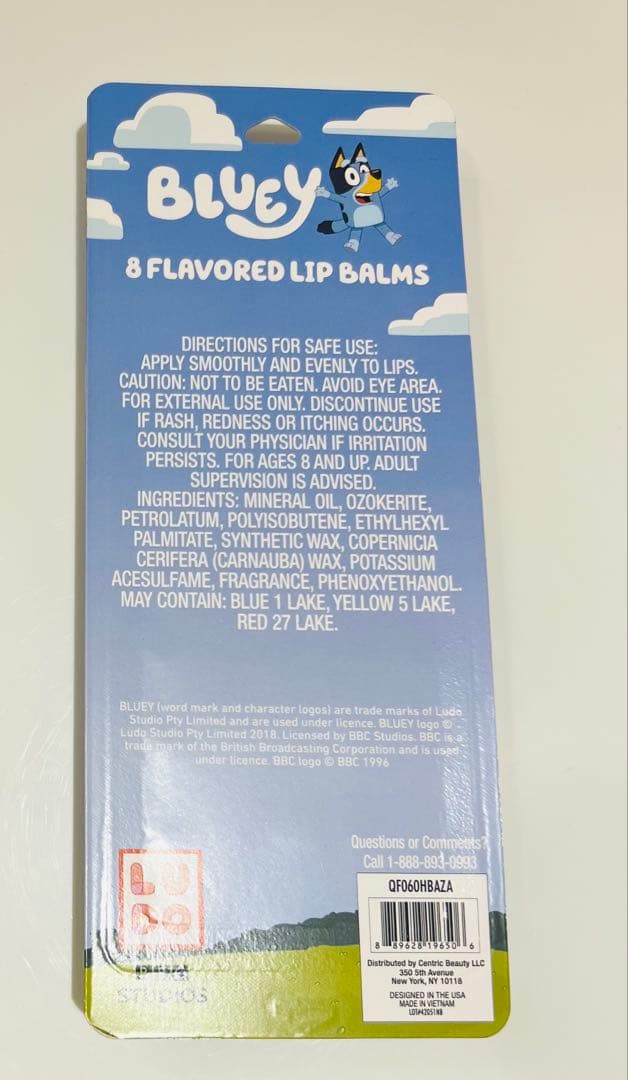 BLUEY
8 FLAVORED LIP BALMS
DIRECTIONS FOR SAFE USE:
APPLY SMOOTHLY AND EVENLY TO LIPS.
CAUTION: NOT TO BE EATEN. AVOID EYE AREA.
FOR EXTERNAL USE ONLY. DISCONTINUE USE
IF RASH, REDNESS OR ITCHING OCCURS.
CONSULT YOUR PHYSICIAN IF IRRITATION
PERSISTS. FOR AGES 8 AND UP. ADULT
SUPERVISION IS ADVISED.
INGREDIENTS: MINERAL OIL, OZOKERITE,
PETROLATUM, POLYISOBUTENE, ETHYLHEXYL
PALMITATE, SYNTHETIC WAX, COPERNICIA
CERIFERA (CARNAUBA) WAX, POTASSIUM
ACESULFAME, FRAGRANCE, PHENOXYETHANOL.
MAY CONTAIN: BLUE 1 LAKE, YELLOW 5 LAKE,
RED 27 LAKE.
BLUEY (word mark and character logos) are trade marks of Ludo
Studio Pty Limited and are used under licence. BLUEY logo ©
Ludo Studio Pty Limited 2018. Licensed by BBC Studios. BBC is a
trade mark of the British Broadcasting Corporation and is used
under licence. BBC logo © BBC 1996
Questions or Comments?
Call 1-888-893-0993
LU
DO
STUDIOS
QF060HBAZA
8 89628 19650 6
Distributed by Centric Beauty LLC
350 5th Avenue
New York, NY 10118
DESIGNED IN THE USA
MADE IN VIETNAM
LOT#42051N8